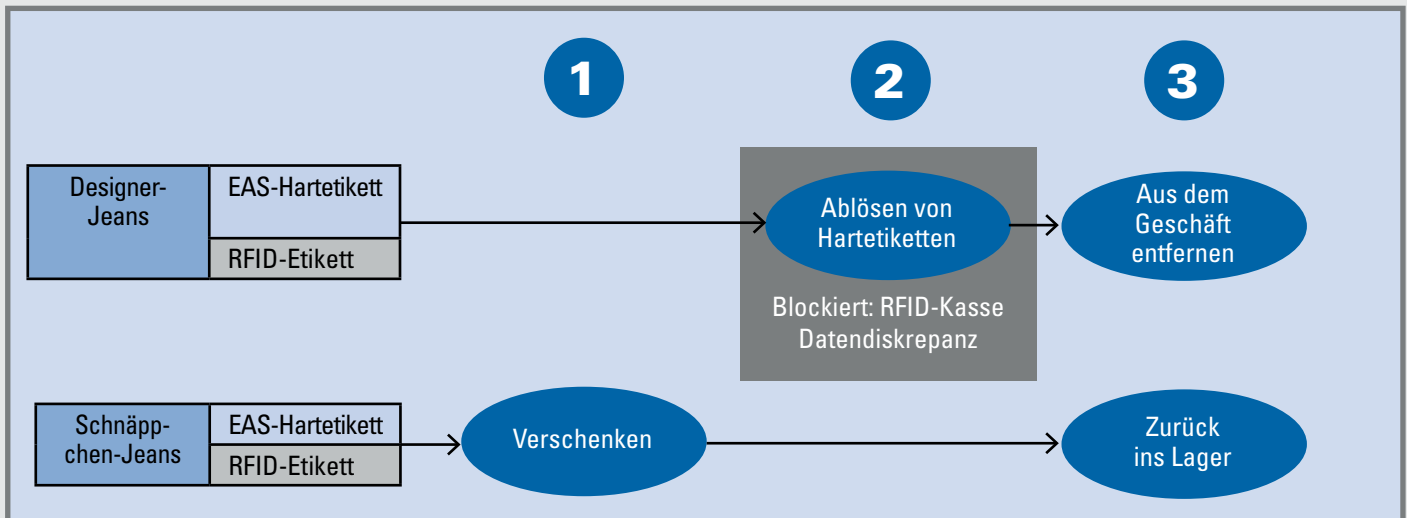 1
2
3
Designer-
Jeans
EAS-Hartetikett
RFID-Etikett
Ablösen von
Hartetiketten
Blockiert: RFID-Kasse
Datendiskrepanz
Aus dem
Geschäft
entfernen
Schnäpp-
chen-Jeans
EAS-Hartetikett
RFID-Etikett
Verschenken
Zurück
ins Lager